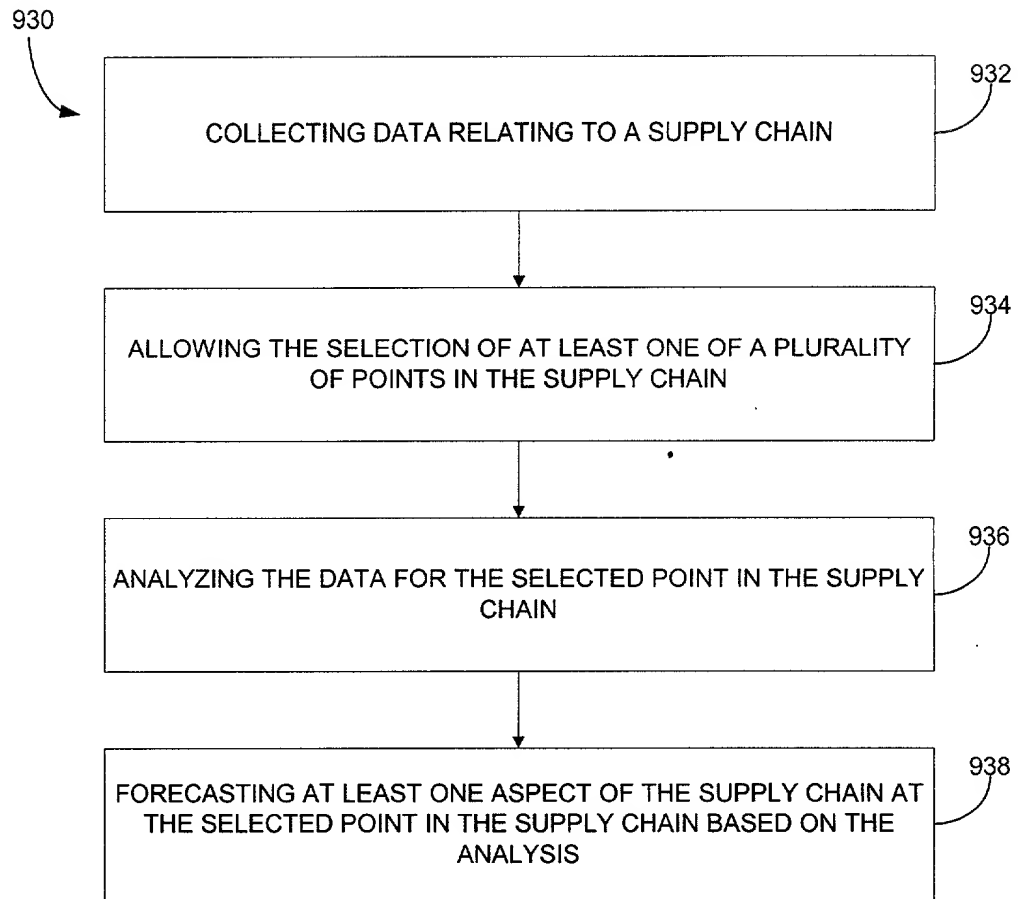 930
932
COLLECTING DATA RELATING TO A SUPPLY CHAIN
934
ALLOWING THE SELECTION OF AT LEAST ONE OF A PLURALITY
OF POINTS IN THE SUPPLY CHAIN
936
ANALYZING THE DATA FOR THE SELECTED POINT IN THE SUPPLY
CHAIN
938
FORECASTING AT LEAST ONE ASPECT OF THE SUPPLY CHAIN AT
THE SELECTED POINT IN THE SUPPLY CHAIN BASED ON THE
ANALYSIS